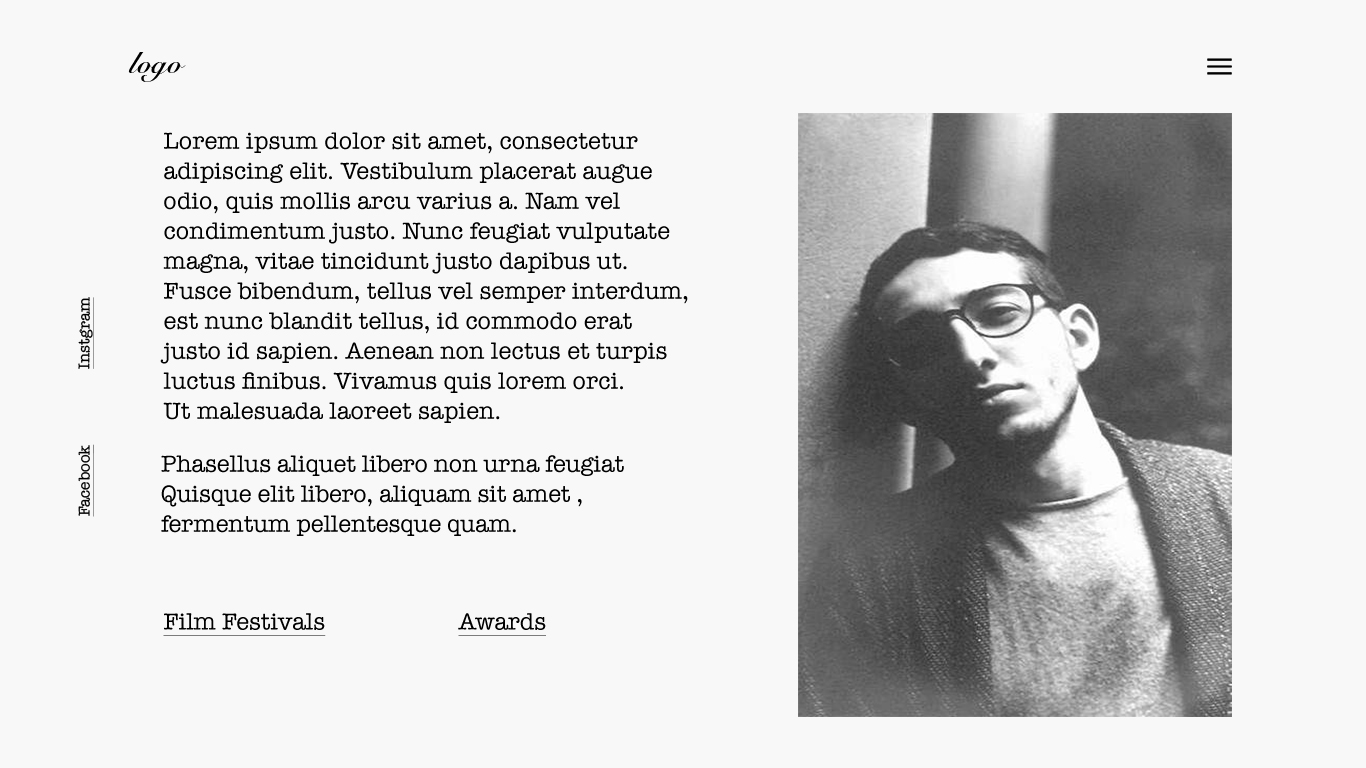 logo
Lorem ipsum dolor sit amet, consectetur
adipiscing elit. Vestibulum placerat augue
odio, quis mollis arcu varius a. Nam vel
condimentum justo. Nunc feugiat vulputate
magna, vitae tincidunt justo dapibus ut.
Fusce bibendum, tellus vel semper interdum,
est nunc blandit tellus, id commodo erat
justo id sapien. Aenean non lectus et turpis
luctus finibus. Vivamus quis lorem orci.
Ut malesuada laoreet sapien.
Phasellus aliquet libero non urna feugiat
Quisque elit libero, aliquam sit amet ,
fermentum pellentesque quam.
Film Festivals
Awards
Instgram
Facebook